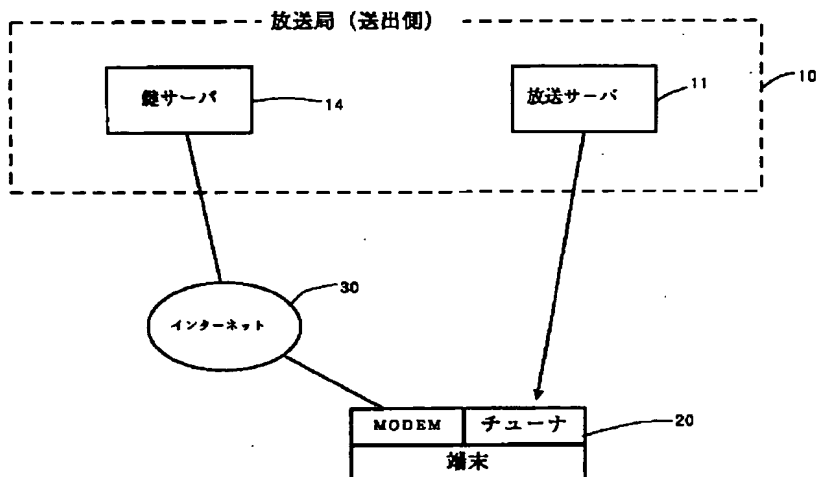 放送局（送出側）
鍵サーバ
14
放送サーバ
11
10
インターネット
30
MODEM
チューナ
20
端末